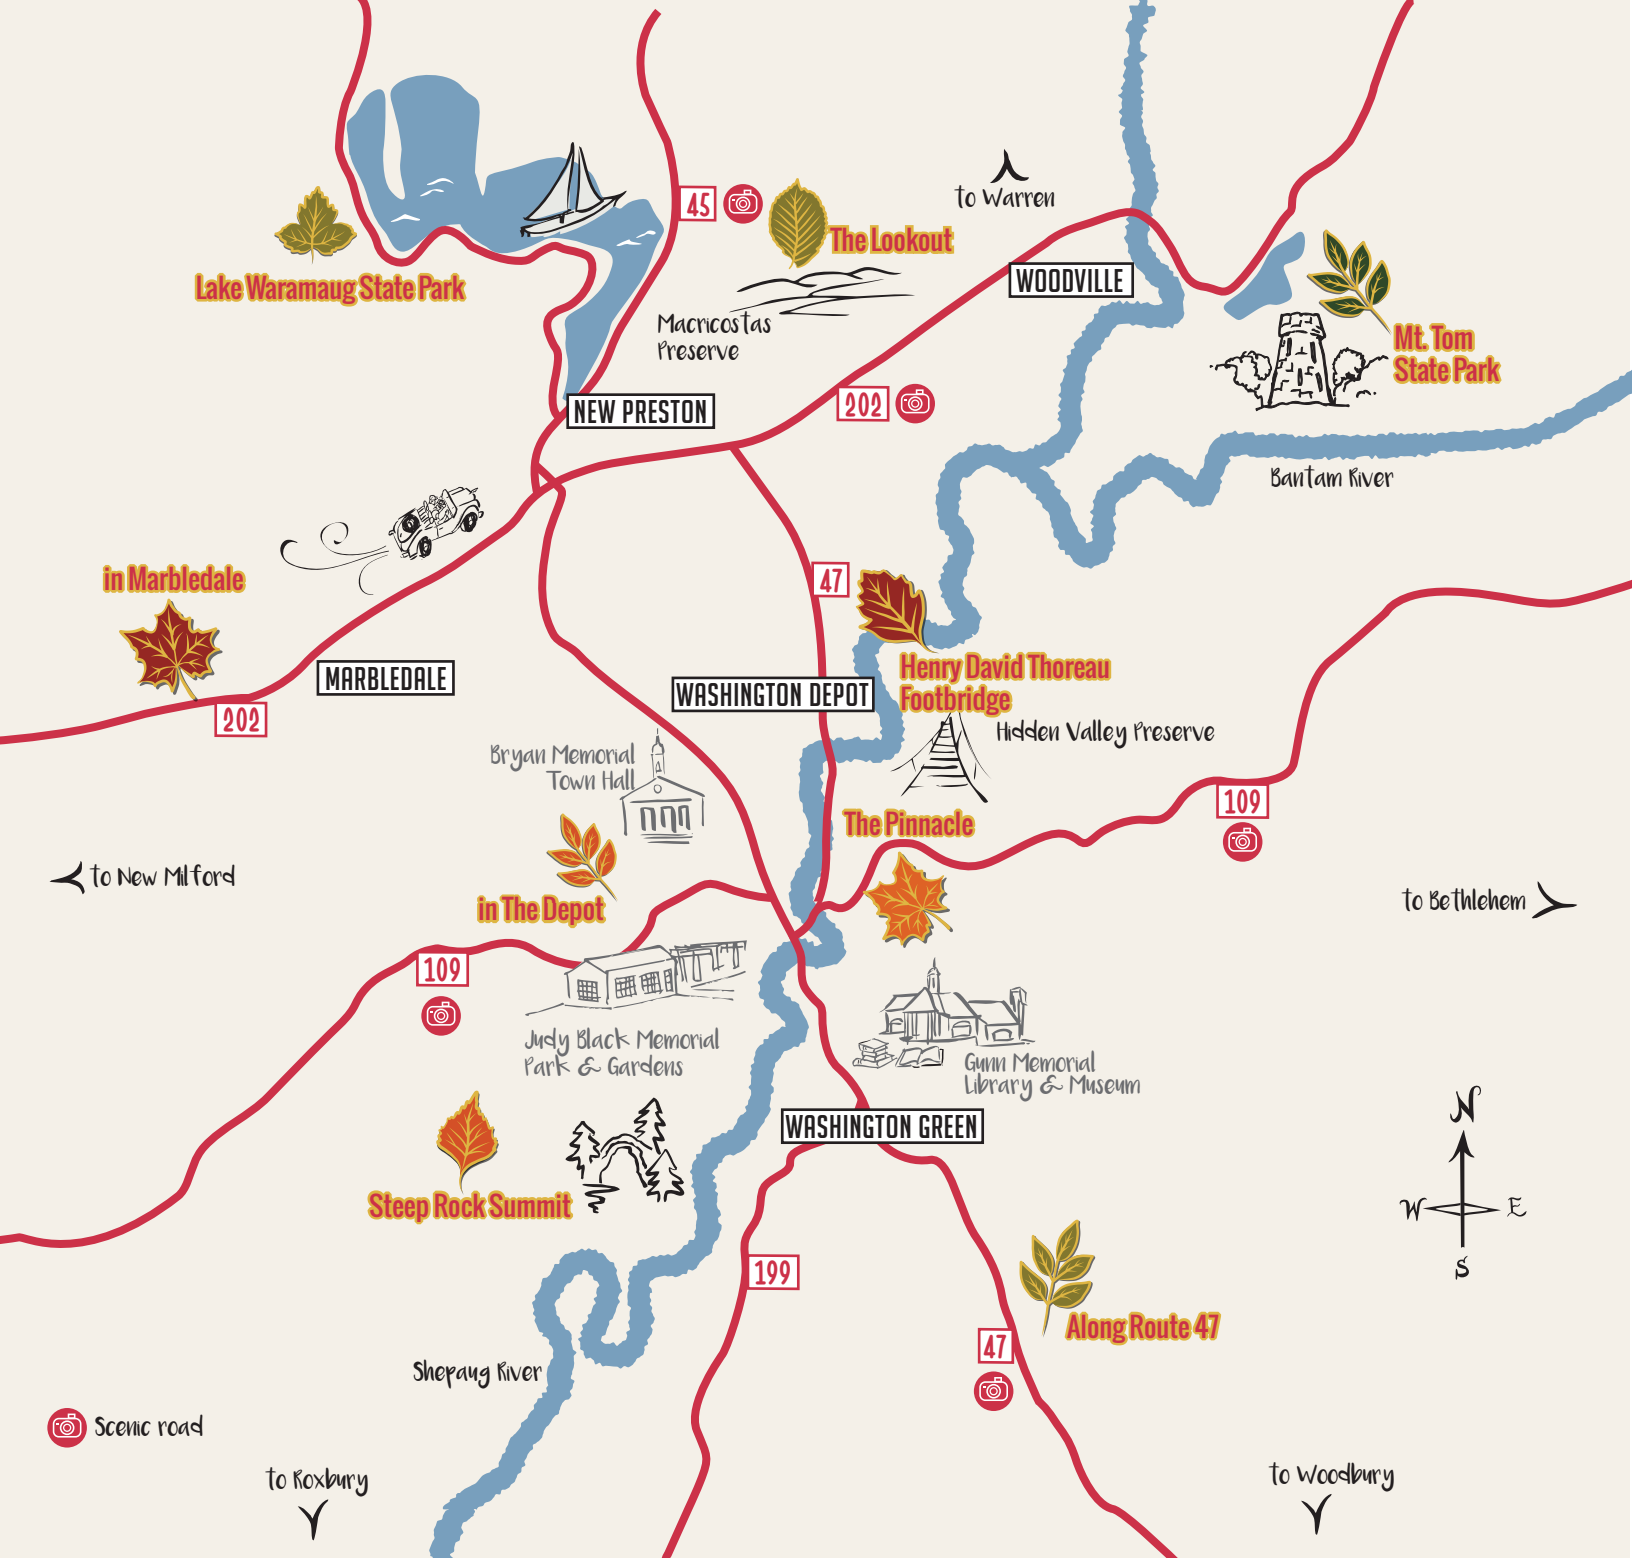 to Warren
45
The Lookout
Lake Waramaug State Park
WOODVILLE
Macricostas
Preserve
Mt. Tom
State Park
202
NEW PRESTON
Bantam River
in Marbledale
47
Henry David Thoreau
Footbridge
MARBLEDALE
WASHINGTON DEPOT
202
Hidden Valley Preserve
Bryan Memorial
Town Hall
109
The Pinnacle
to New Milford
to Bethlehem
in The Depot
109
Judy Black Memorial
Park & Gardens
Gunn Memorial
Library & Museum
WASHINGTON GREEN
N
W
E
S
Steep Rock Summit
199
Along Route 47
47
Shepaug River
Scenic road
to Roxbury
to Woodbury